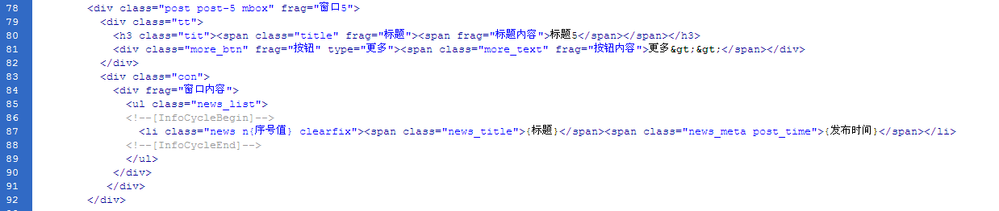 78 <div class="post post-5 mbox" frag="窗口5">
79 <div class="tt">
80 <h3 class="tit"><span class="title" frag="标题"><span frag="标题内容">标题5</span></span></h3>
81 <div class="more_btn" frag="按钮" type="更多"><span class="more_text" frag="按钮内容">更多&gt;&gt;</span></div>
82 </div>
83 <div class="con">
84 <div frag="窗口内容">
85 <ul class="news_list">
86 <!--[InfoCycleBegin]-->
87 <li class="news n{序号值} clearfix"><span class="news_title">{标题}</span><span class="news_meta post_time">{发布时间}</span></li>
88 <!--[InfoCycleEnd]-->
89 </ul>
90 </div>
91 </div>
92 </div>